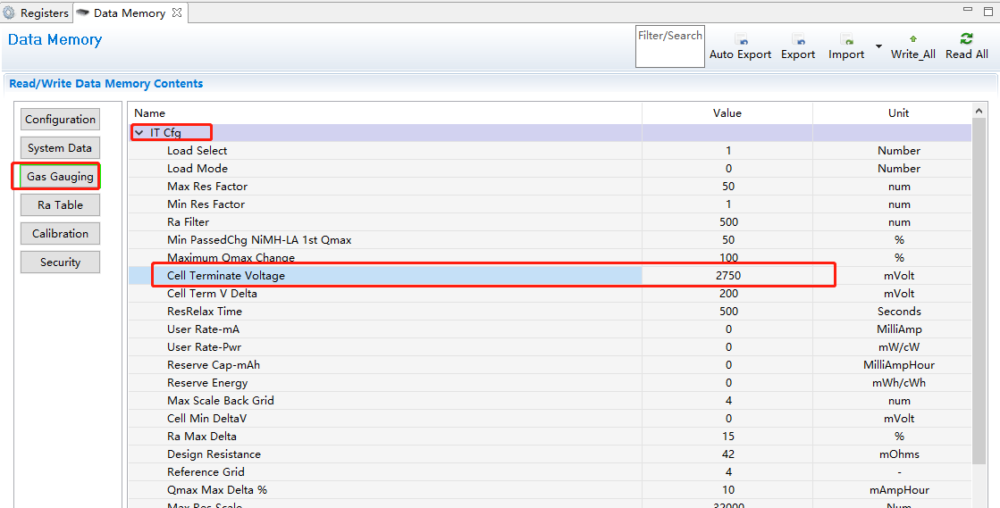 Registers Data Memory
Data Memory
Filter/Search
Auto Export Export Import Write_All Read All
Read/Write Data Memory Contents
Configuration
System Data
Gas Gauging
Ra Table
Calibration
Security
Name Value Unit
IT Cfg
Load Select 1 Number
Load Mode 0 Number
Max Res Factor 50 num
Min Res Factor 1 num
Ra Filter 500 num
Min PassedChg NiMH-LA 1st Qmax 50 %
Maximum Qmax Change 100 %
Cell Terminate Voltage 2750 mVolt
Cell Term V Delta 200 mVolt
ResRelax Time 500 Seconds
User Rate-mA 0 MilliAmp
User Rate-Pwr 0 mW/cW
Reserve Cap-mAh 0 MilliAmpHour
Reserve Energy 0 mWh/cWh
Max Scale Back Grid 4 num
Cell Min DeltaV 0 mVolt
Ra Max Delta 15 %
Design Resistance 42 mOhms
Reference Grid 4 -
Qmax Max Delta % 10 mAmpHour
Max Res Scale 32000 Num